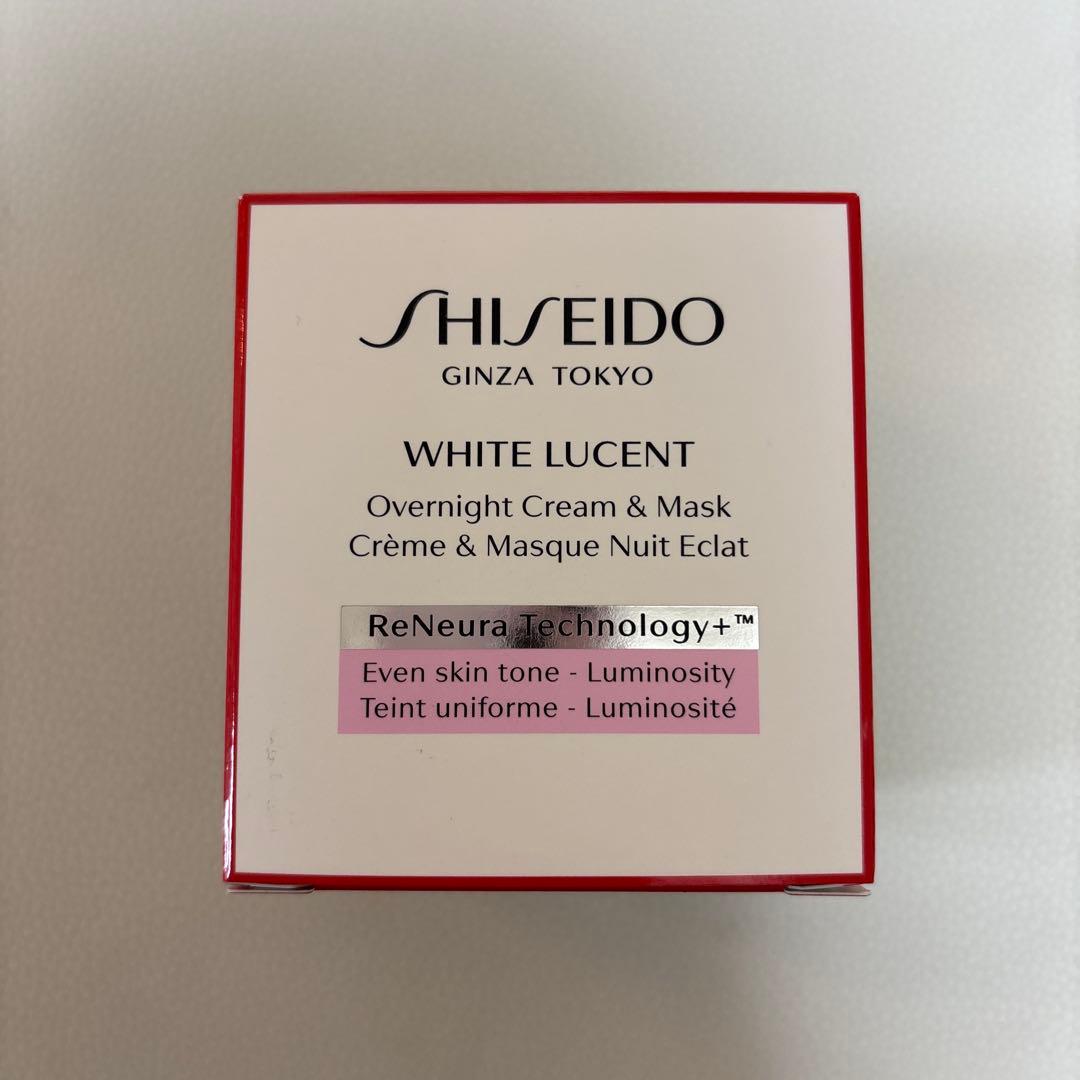 SHISEIDO
GINZA TOKYO
WHITE LUCENT
Overnight Cream & Mask
Crème & Masque Nuit Eclat
ReNeura Technology+™
Even skin tone - Luminosity
Teint uniforme - Luminosité